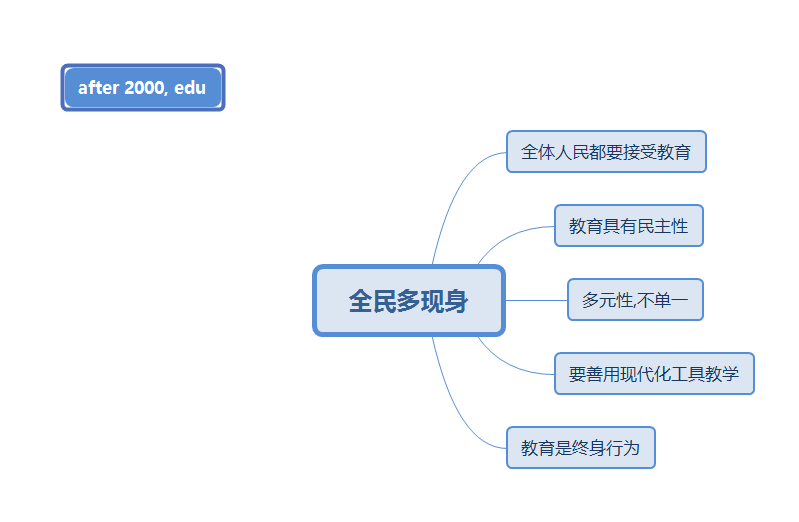 after 2000, edu
全体人民都要接受教育
教育具有民主性
全民多现身
多元性,不单一
要善用现代化工具教学
教育是终身行为